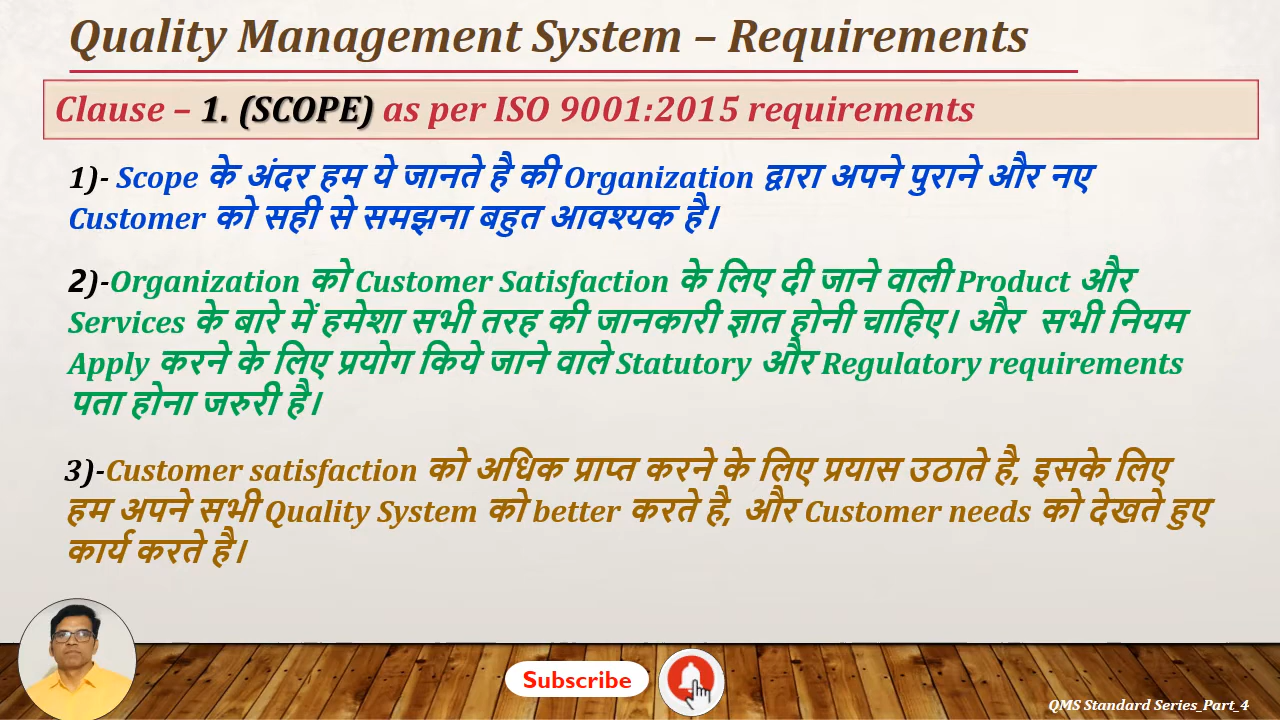 Quality Management System – Requirements
Clause – 1. (SCOPE) as per ISO 9001:2015 requirements
1)- Scope के अंदर हम ये जानते है की Organization द्वारा अपने पुराने और नए
Customer को सही से समझना बहुत आवश्यक है।
2)-Organization को Customer Satisfaction के लिए दी जाने वाली Product और
Services के बारे में हमेशा सभी तरह की जानकारी ज्ञात होनी चाहिए। और सभी नियम
Apply करने के लिए प्रयोग किये जाने वाले Statutory और Regulatory requirements
पता होना जरुरी है।
3)-Customer satisfaction को अधिक प्राप्त करने के लिए प्रयास उठाते है, इसके लिए
हम अपने सभी Quality System को better करते है, और Customer needs को देखते हुए
कार्य करते है।
Subscribe
QMS Standard Series_Part_4